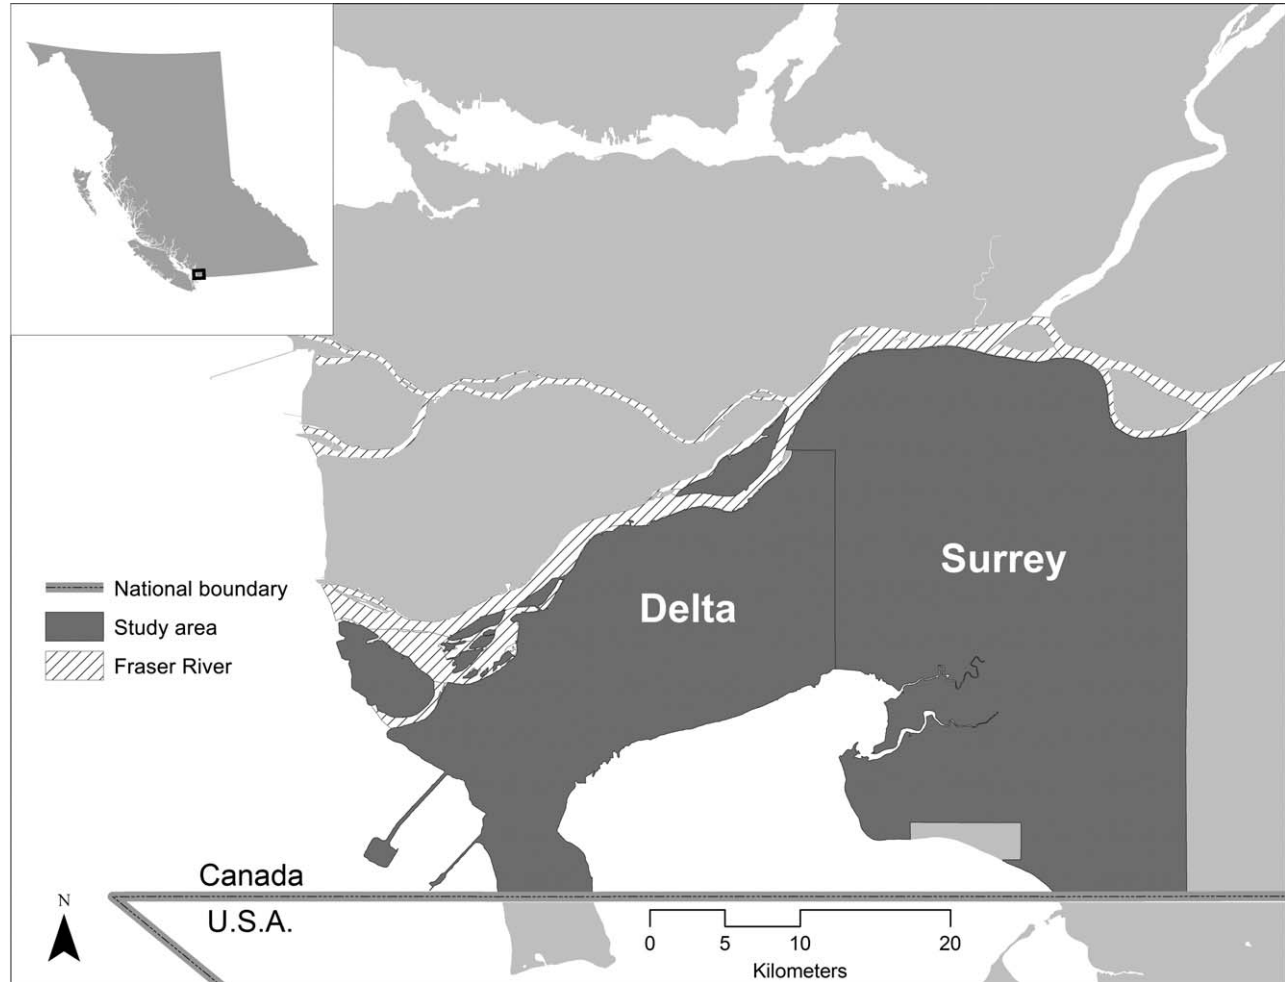 Surrey
Delta
National boundary
Study area
Fraser River
Canada
U.S.A.
N
0 5 10 20
Kilometers